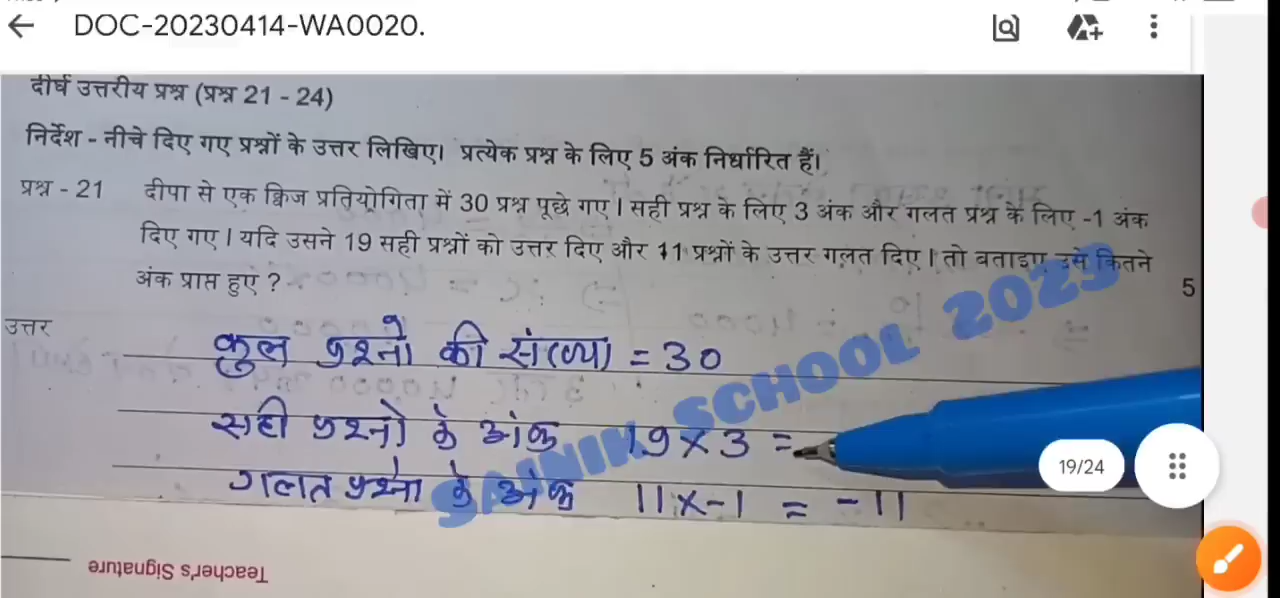 DOC-20230414-WA0020.
दीर्घ उत्तरीय प्रश्न (प्रश्न 21 - 24)
निर्देश - नीचे दिए गए प्रश्नों के उत्तर लिखिए। प्रत्येक प्रश्न के लिए 5 अंक निर्धारित हैं।
प्रश्न - 21 दीपा से एक क्विज प्रतियोगिता में 30 प्रश्न पूछे गए। सही प्रश्न के लिए 3 अंक और गलत प्रश्न के लिए -1 अंक
दिए गए। यदि उसने 19 सही प्रश्नों को उत्तर दिए और 11 प्रश्नों के उत्तर गलत दिए। तो बताइए उसे कितने
अंक प्राप्त हुए ? 5
उत्तर
कुल प्रश्नो की संख्या = 30
सही प्रश्नो के अंक 19 × 3 =
गलत प्रश्नो के अंक 11 × -1 = -11
SAINIK SCHOOL 2023
19/24
Teacher's Signature